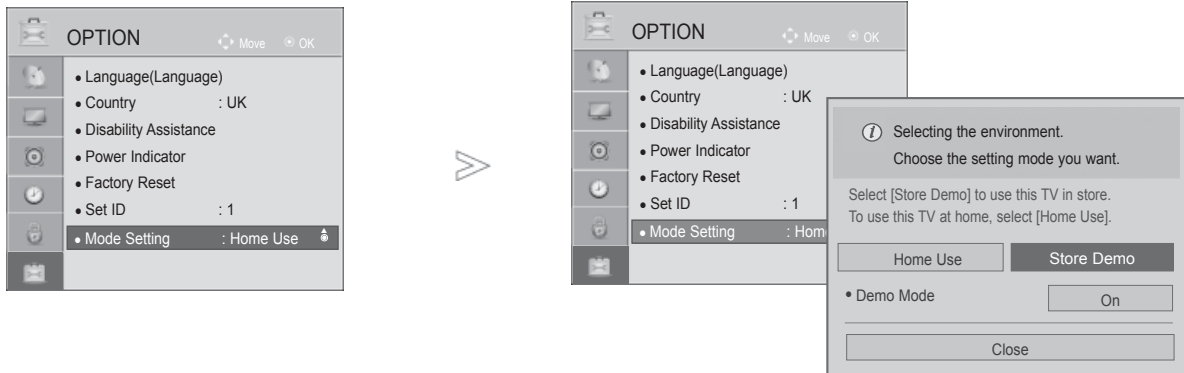 OPTION
Move OK
• Language(Language)
• Country : UK
• Disability Assistance
• Power Indicator
• Factory Reset
• Set ID : 1
• Mode Setting : Home Use
OPTION
Move OK
• Language(Language)
• Country : UK
• Disability Assistance
• Power Indicator
• Factory Reset
• Set ID : 1
• Mode Setting : Hom
i Selecting the environment.
Choose the setting mode you want.
Select [Store Demo] to use this TV in store.
To use this TV at home, select [Home Use].
Home Use Store Demo
• Demo Mode On
Close